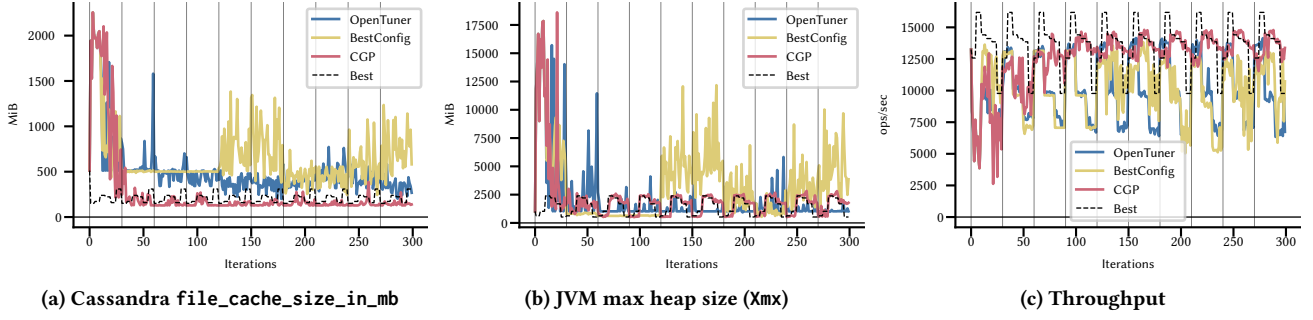 2000
1500
1000
500
0
MiB
0 50 100 150 200 250 300
Iterations
OpenTuner
BestConfig
CGP
Best
(a) Cassandra file_cache_size_in_mb
17500
15000
12500
10000
7500
5000
2500
0
MiB
0 50 100 150 200 250 300
Iterations
OpenTuner
BestConfig
CGP
Best
(b) JVM max heap size (Xmx)
15000
12500
10000
7500
5000
2500
0
ops/sec
0 50 100 150 200 250 300
Iterations
OpenTuner
BestConfig
CGP
Best
(c) Throughput